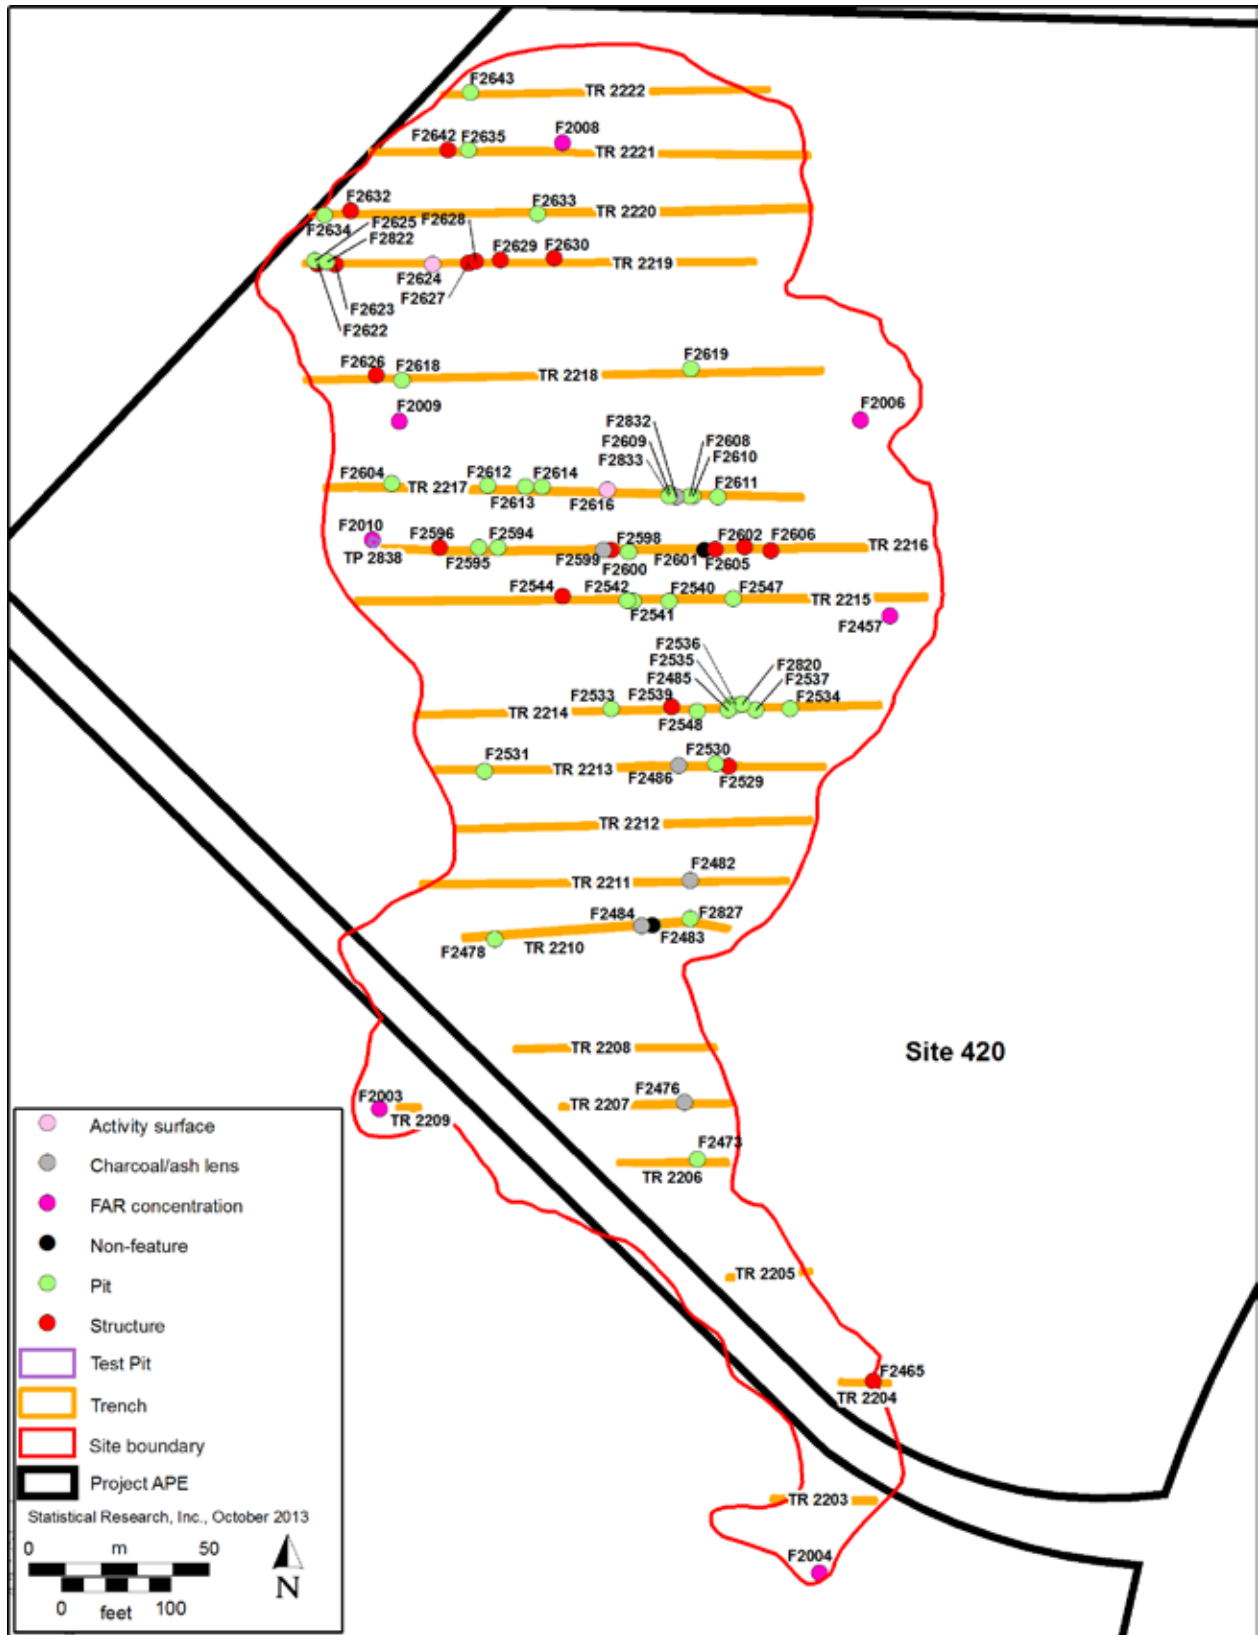 F2643
TR 2222
F2008
F2642 F2635
TR 2221
F2632
F2633
TR 2220
F2634
F2625
F2628
F2822
F2629
F2630
TR 2219
F2624
F2627
F2623
F2622
F2626
F2618
F2619
TR 2218
F2009
F2006
F2832
F2609
F2608
F2833
F2610
F2604
F2612
F2614
F2611
TR 2217
F2613
F2616
F2010
TP 2838
F2596
F2594
F2598
F2602
F2606
F2595
F2599
F2600
F2601
F2605
TR 2216
F2544
F2542
F2540
F2547
TR 2215
F2541
F2457
F2536
F2535
F2820
F2485
F2537
F2533
F2539
F2534
TR 2214
F2548
F2531
F2530
TR 2213
F2486
F2529
TR 2212
F2482
TR 2211
F2484
F2827
F2478
TR 2210
F2483
TR 2208
Site 420
F2476
F2003
TR 2207
TR 2209
F2473
TR 2206
TR 2205
F2465
TR 2204
TR 2203
F2004
Activity surface
Charcoal/ash lens
FAR concentration
Non-feature
Pit
Structure
Test Pit
Trench
Site boundary
Project APE
Statistical Research, Inc., October 2013
0 m 50
0 feet 100
N